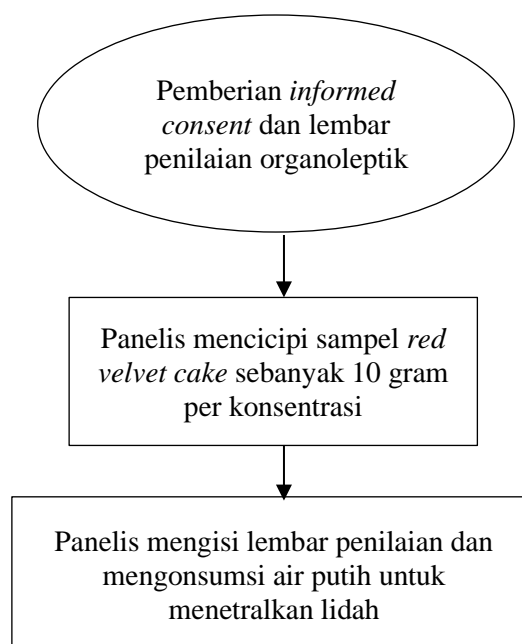 Pemberian informed
consent dan lembar
penilaian organoleptik
Panelis mencicipi sampel red
velvet cake sebanyak 10 gram
per konsentrasi
Panelis mengisi lembar penilaian dan
mengonsumsi air putih untuk
menetralkan lidah